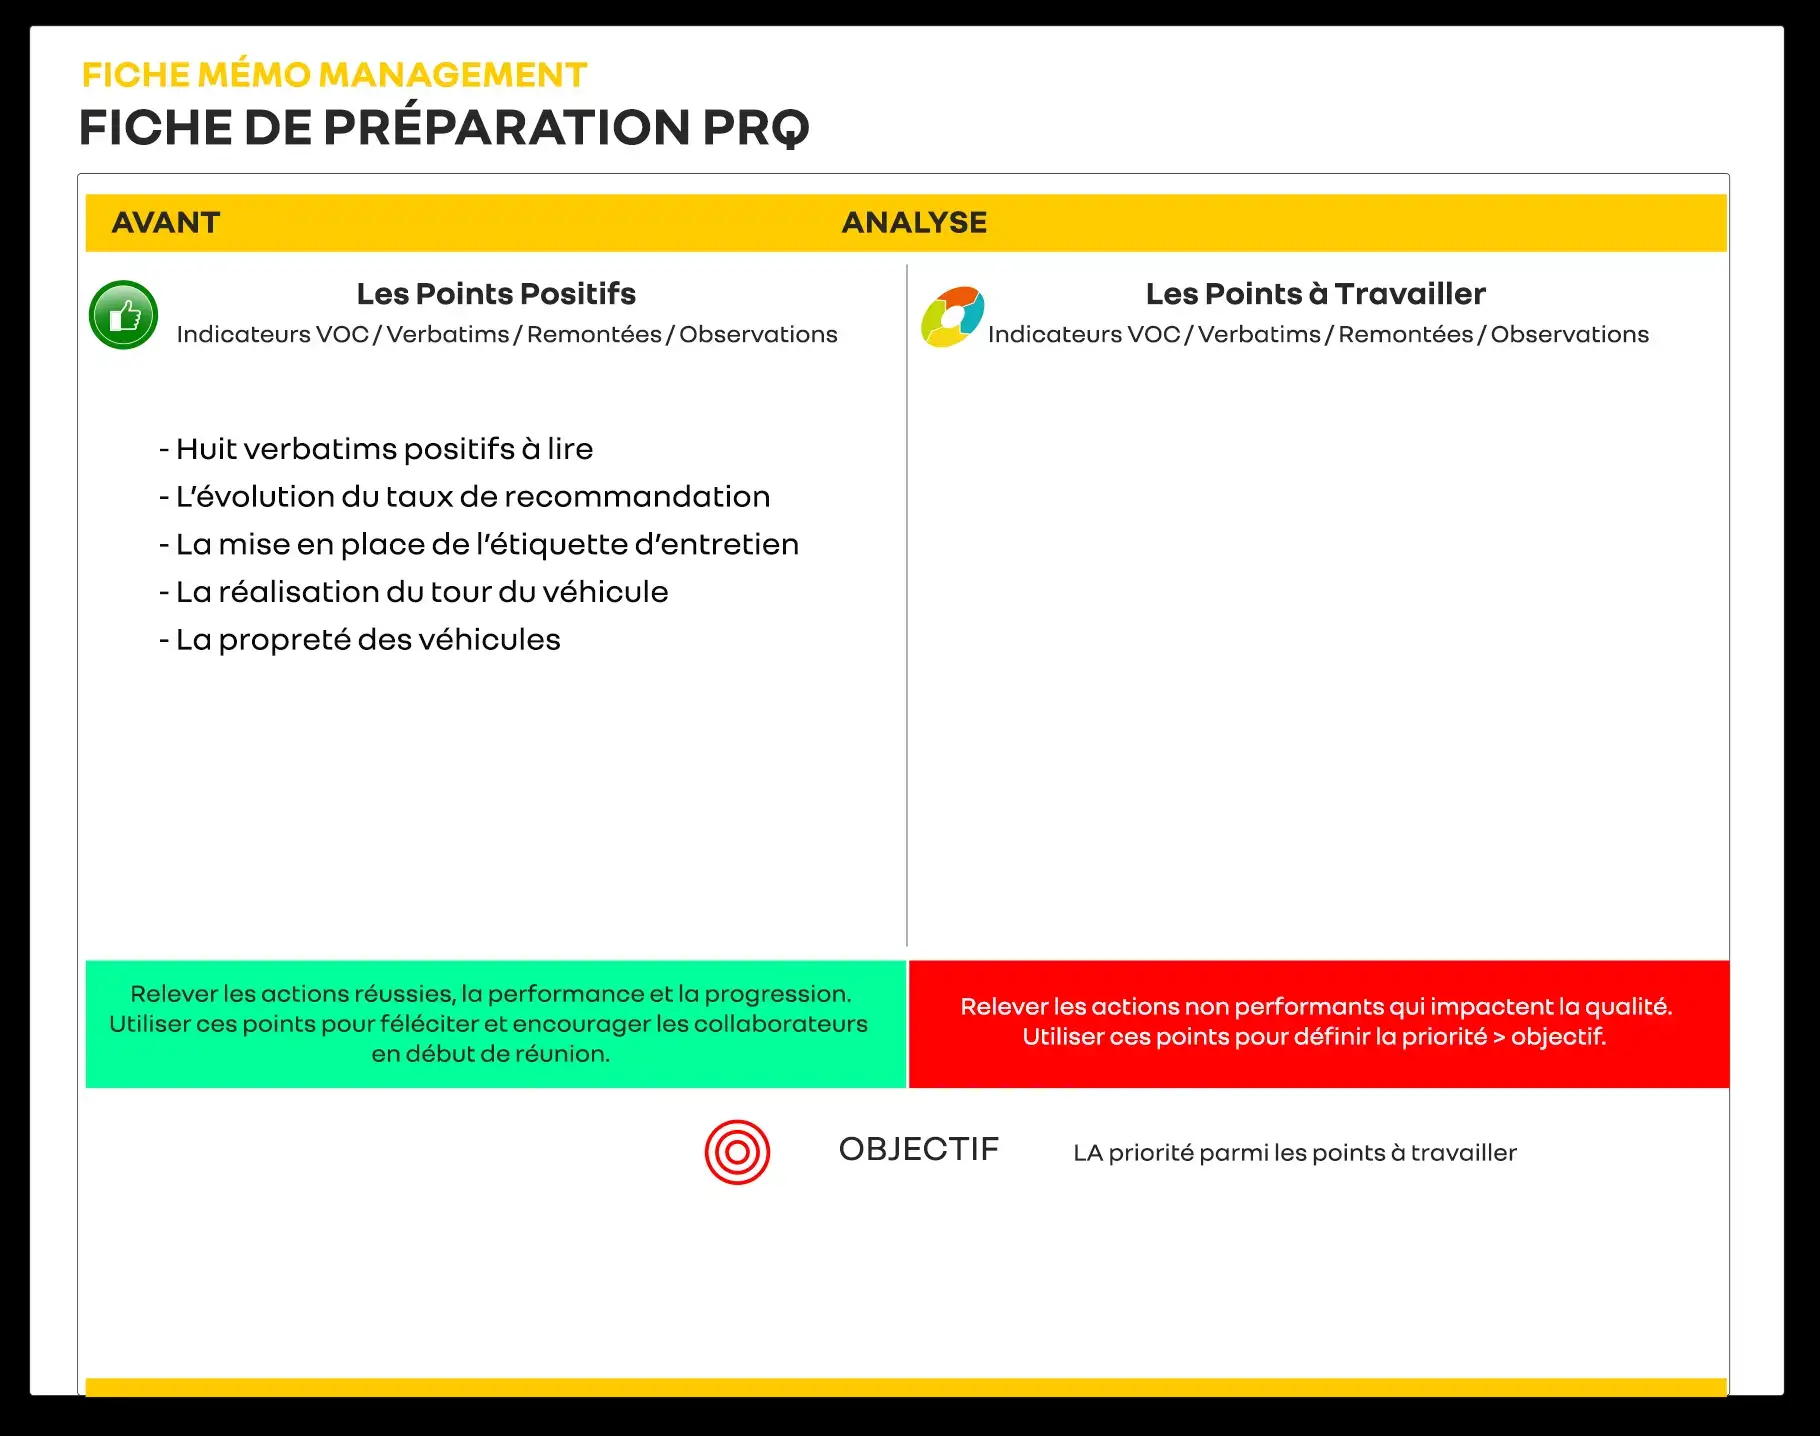 FICHE MÉMO MANAGEMENT
FICHE DE PRÉPARATION PRQ
AVANT
ANALYSE
Les Points Positifs
Indicateurs VOC / Verbatims / Remontées / Observations
- Huit verbatims positifs à lire
- L’évolution du taux de recommandation
- La mise en place de l’étiquette d’entretien
- La réalisation du tour du véhicule
- La propreté des véhicules
Relever les actions réussies, la performance et la progression.
Utiliser ces points pour féléciter et encourager les collaborateurs
en début de réunion.
Les Points à Travailler
Indicateurs VOC / Verbatims / Remontées / Observations
Relever les actions non performants qui impactent la qualité.
Utiliser ces points pour définir la priorité > objectif.
OBJECTIF
LA priorité parmi les points à travailler